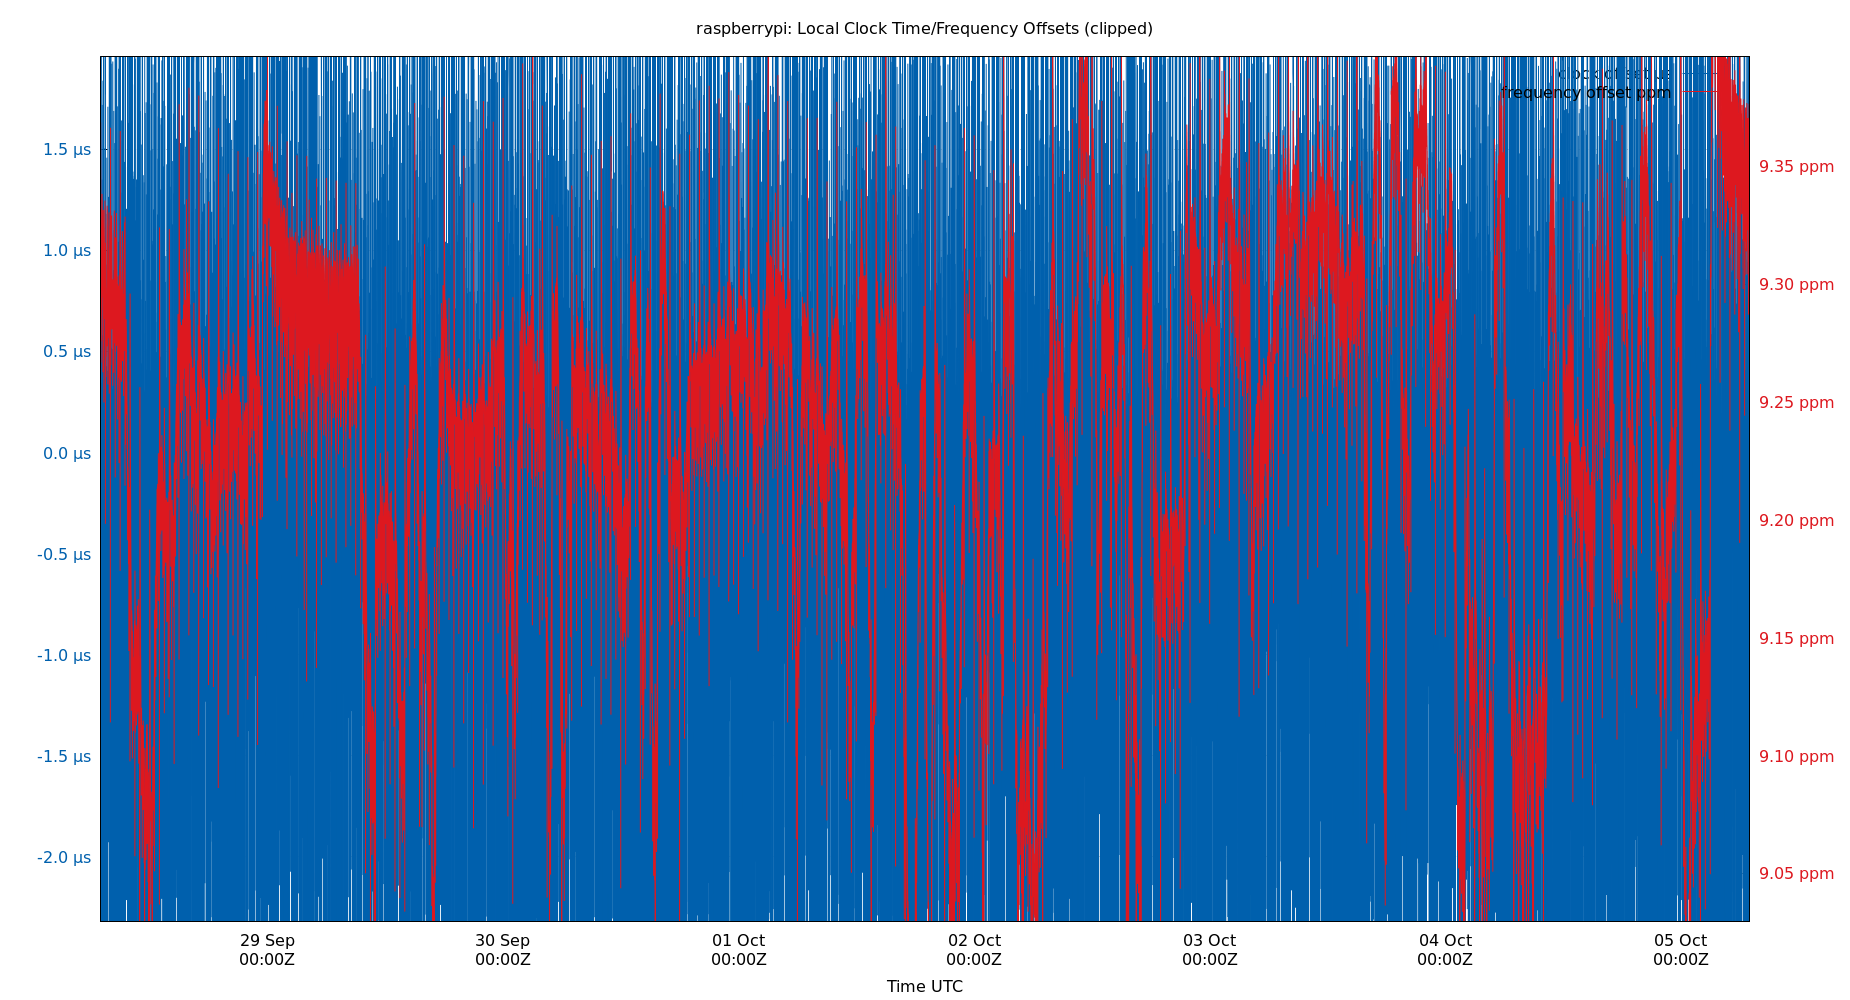 raspberrypi: Local Clock Time/Frequency Offsets (clipped)
clock offset µs
frequency offset ppm
1.5 µs
1.0 µs
0.5 µs
0.0 µs
-0.5 µs
-1.0 µs
-1.5 µs
-2.0 µs
9.35 ppm
9.30 ppm
9.25 ppm
9.20 ppm
9.15 ppm
9.10 ppm
9.05 ppm
29 Sep
00:00Z
30 Sep
00:00Z
01 Oct
00:00Z
02 Oct
00:00Z
03 Oct
00:00Z
04 Oct
00:00Z
05 Oct
00:00Z
Time UTC